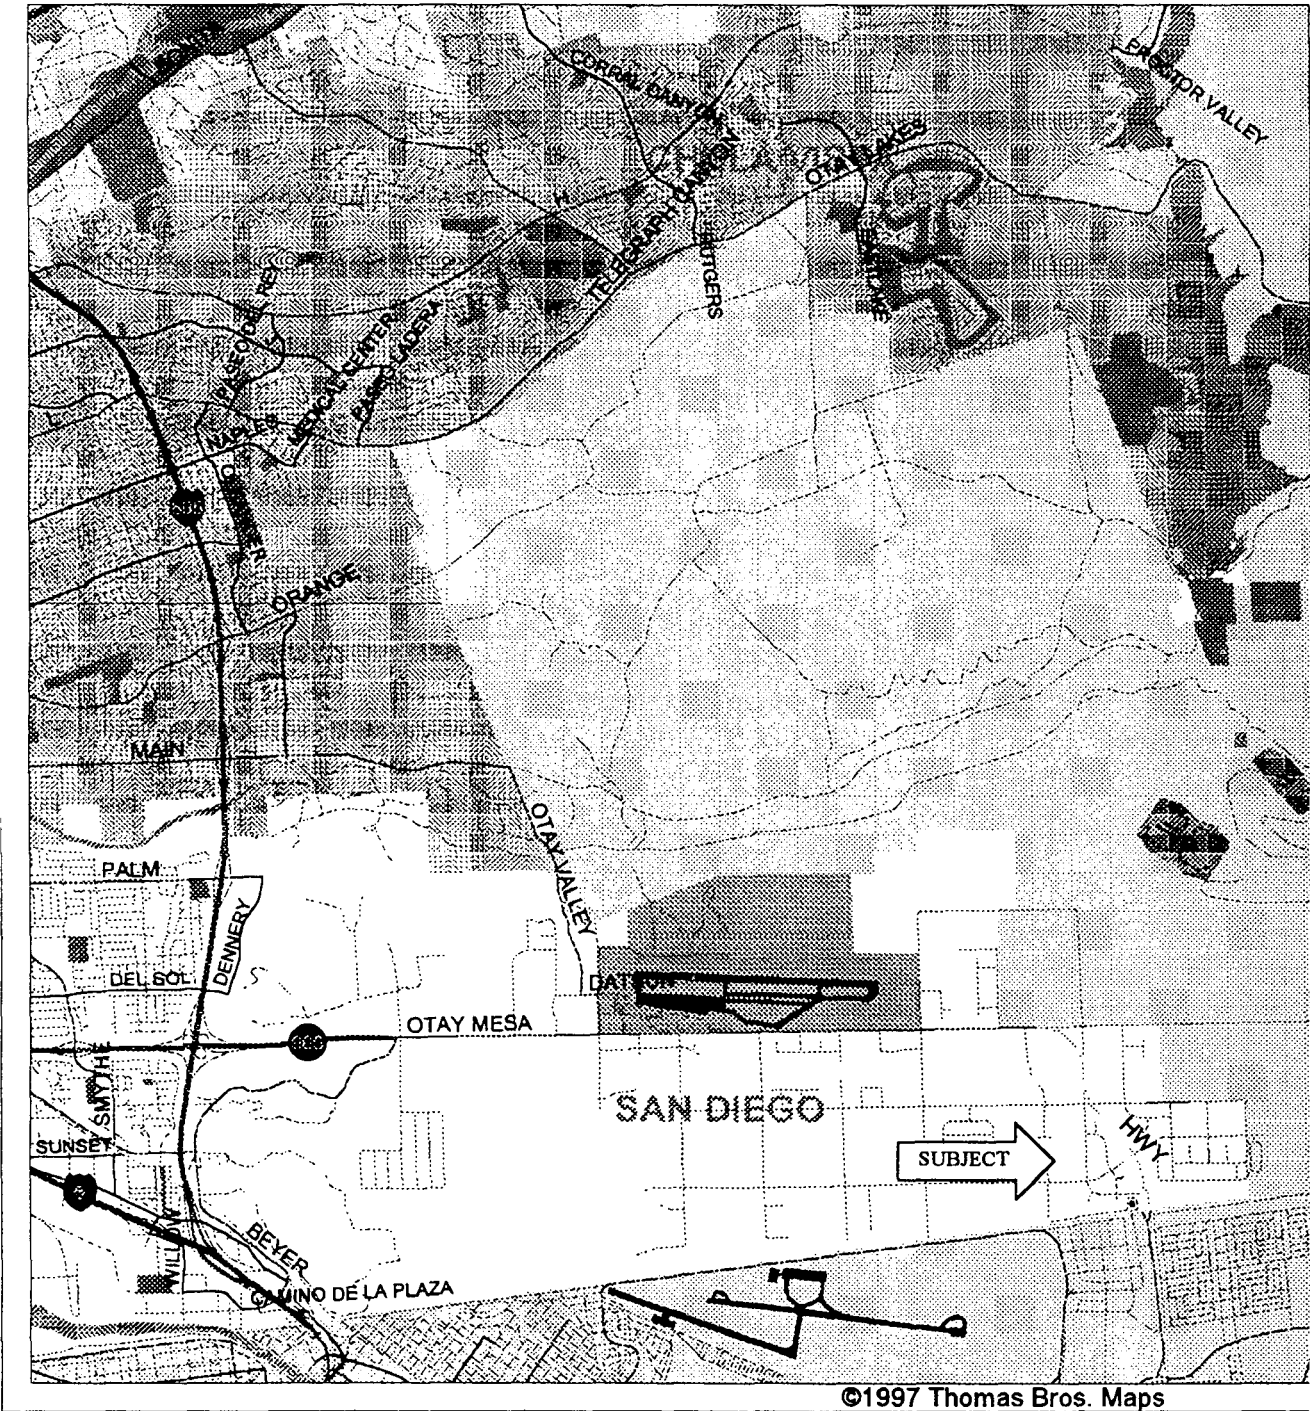 CORRAL CANYON
PROCTOR VALLEY
OTAY LAKES
H
TELEGRAPH CANYON
RUTGERS
EASTLAKE
PASEO DEL REY
MEDICAL CENTER
PASEO LADERA
L
NAPLES
ORANGE
MAIN
OTAY VALLEY
PALM
DENNERY
DEL SOL
DATSUN
OTAY MESA
SMYTHE
SAN DIEGO
HWY
SUNSET
SUBJECT
WILLOW
BEYER
CAMINO DE LA PLAZA
©1997 Thomas Bros. Maps